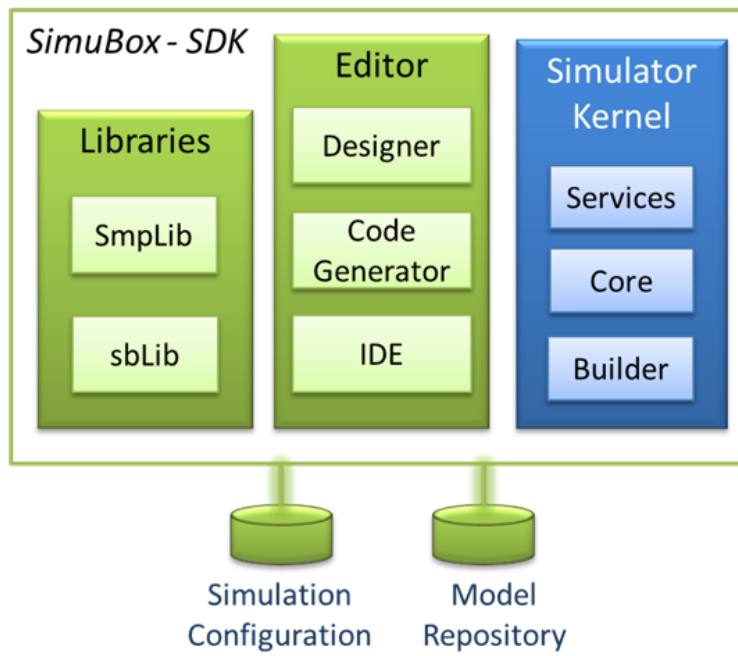 SimuBox - SDK
Libraries
SmpLib
sbLib
Editor
Designer
Code
Generator
IDE
Simulator
Kernel
Services
Core
Builder
Simulation
Configuration
Model
Repository